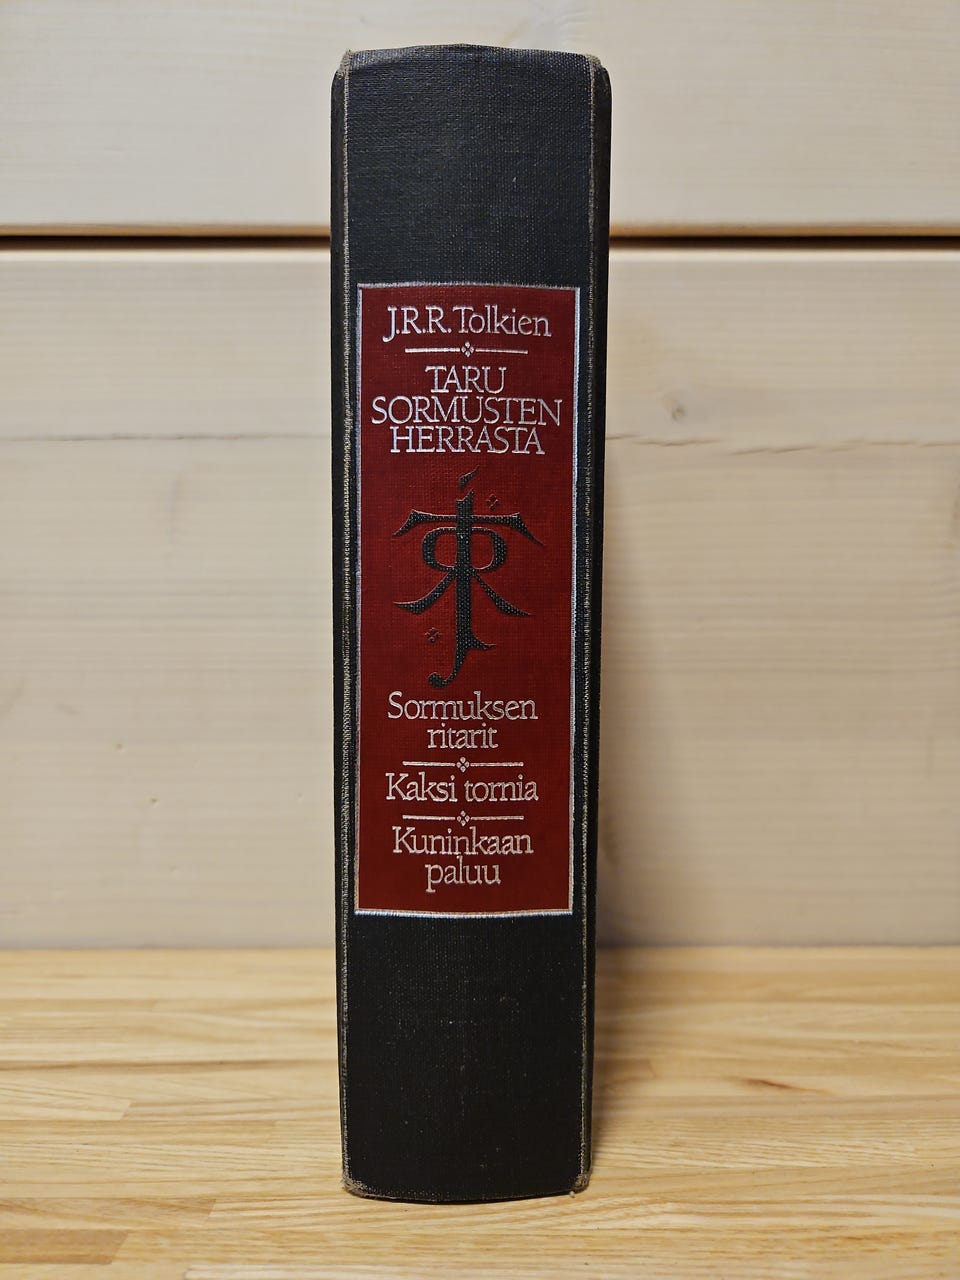 J.R.R. Tolkien
TARU
SORMUSTEN
HERRASTA
Sormuksen
ritarit
Kaksi tornia
Kuninkaan
paluu